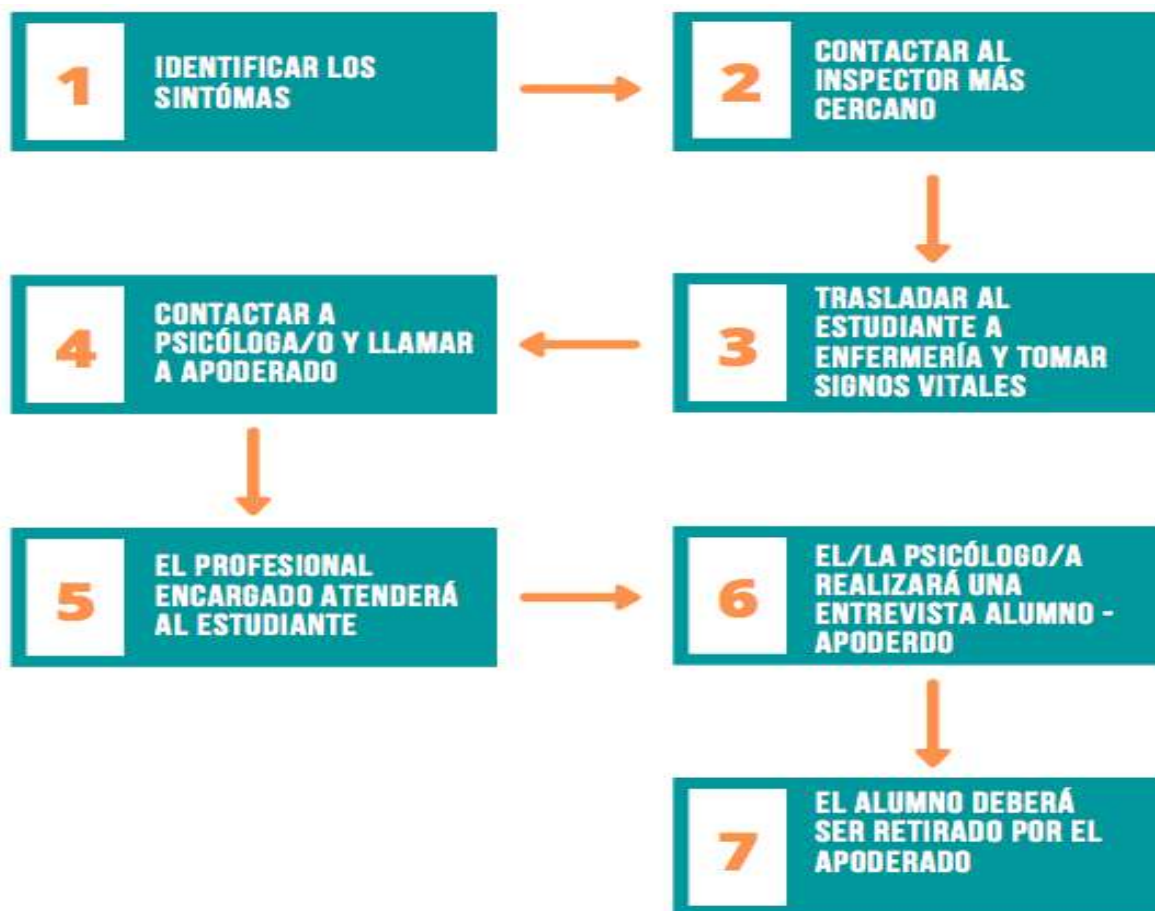 1
IDENTIFICAR LOS
SINTÓMAS
2
CONTACTAR AL
INSPECTOR MÁS
CERCANO
3
TRASLADAR AL
ESTUDIANTE A
ENFERMERÍA Y TOMAR
SIGNOS VITALES
4
CONTACTAR A
PSICÓLOGA/O Y LLAMAR
A APODERADO
5
EL PROFESIONAL
ENCARGADO ATENDERÁ
AL ESTUDIANTE
6
EL/LA PSICÓLOGO/A
REALIZARÁ UNA
ENTREVISTA ALUMNO -
APODERDO
7
EL ALUMNO DEBERÁ
SER RETIRADO POR EL
APODERADO